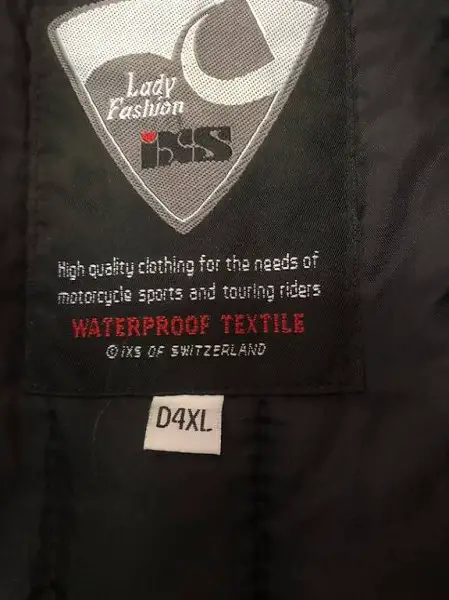 Lady
Fashion
iXS
High quality clothing for the needs of
motorcycle sports and touring riders
WATERPROOF TEXTILE
© iXS OF SWITZERLAND
D4XL